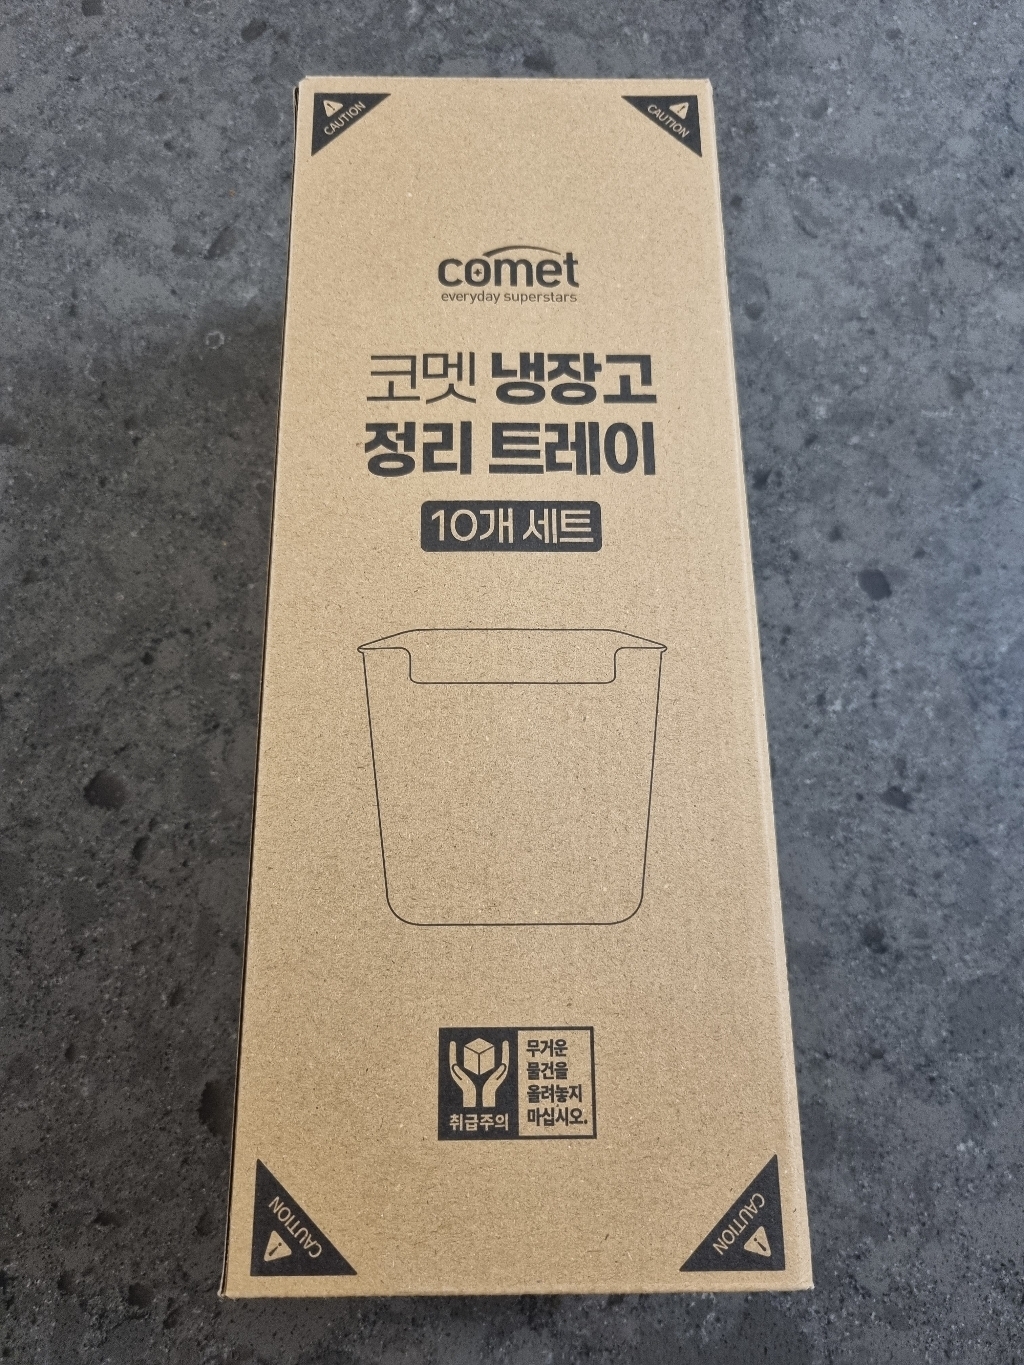 CAUTION
CAUTION
comet
everyday superstars
코멧 냉장고
정리 트레이
10개 세트
취급주의
무거운
물건을
올려놓지
마십시오.
CAUTION
CAUTION